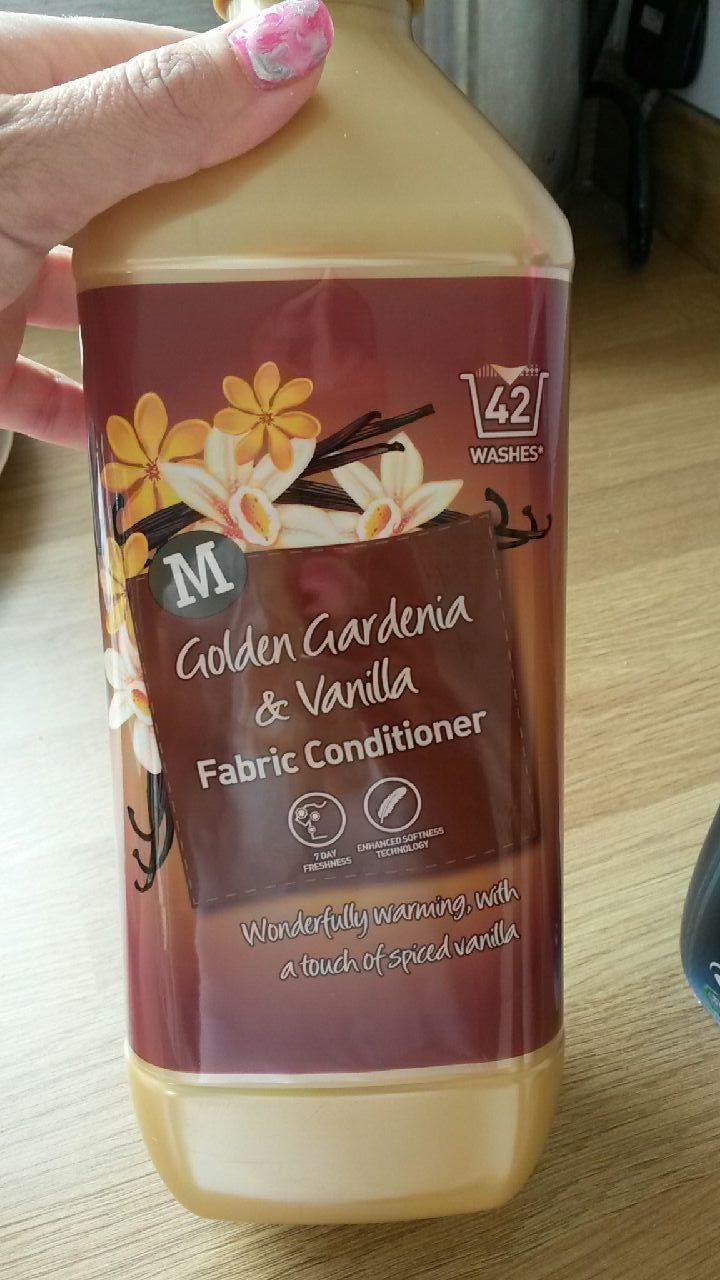 42
WASHES*
M
Golden Gardenia
& Vanilla
Fabric Conditioner
7 DAY
FRESHNESS
ENHANCED SOFTNESS
TECHNOLOGY
Wonderfully warming, with
a touch of spiced vanilla